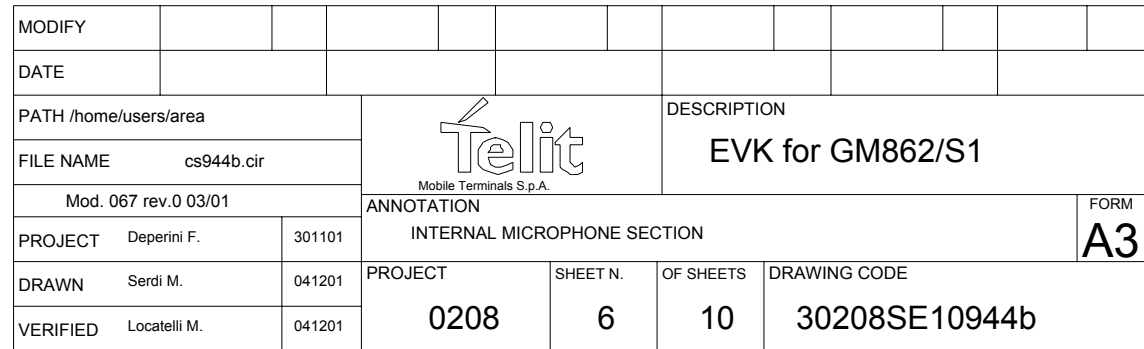 MODIFY
DATE
PATH /home/users/area
FILE NAME cs944b.cir
Mod. 067 rev.0 03/01
PROJECT Deperini F. 301101
DRAWN Serdi M. 041201
VERIFIED Locatelli M. 041201
Telit
Mobile Terminals S.p.A.
DESCRIPTION
EVK for GM862/S1
ANNOTATION
INTERNAL MICROPHONE SECTION
FORM
A3
PROJECT
0208
SHEET N.
6
OF SHEETS
10
DRAWING CODE
30208SE10944b